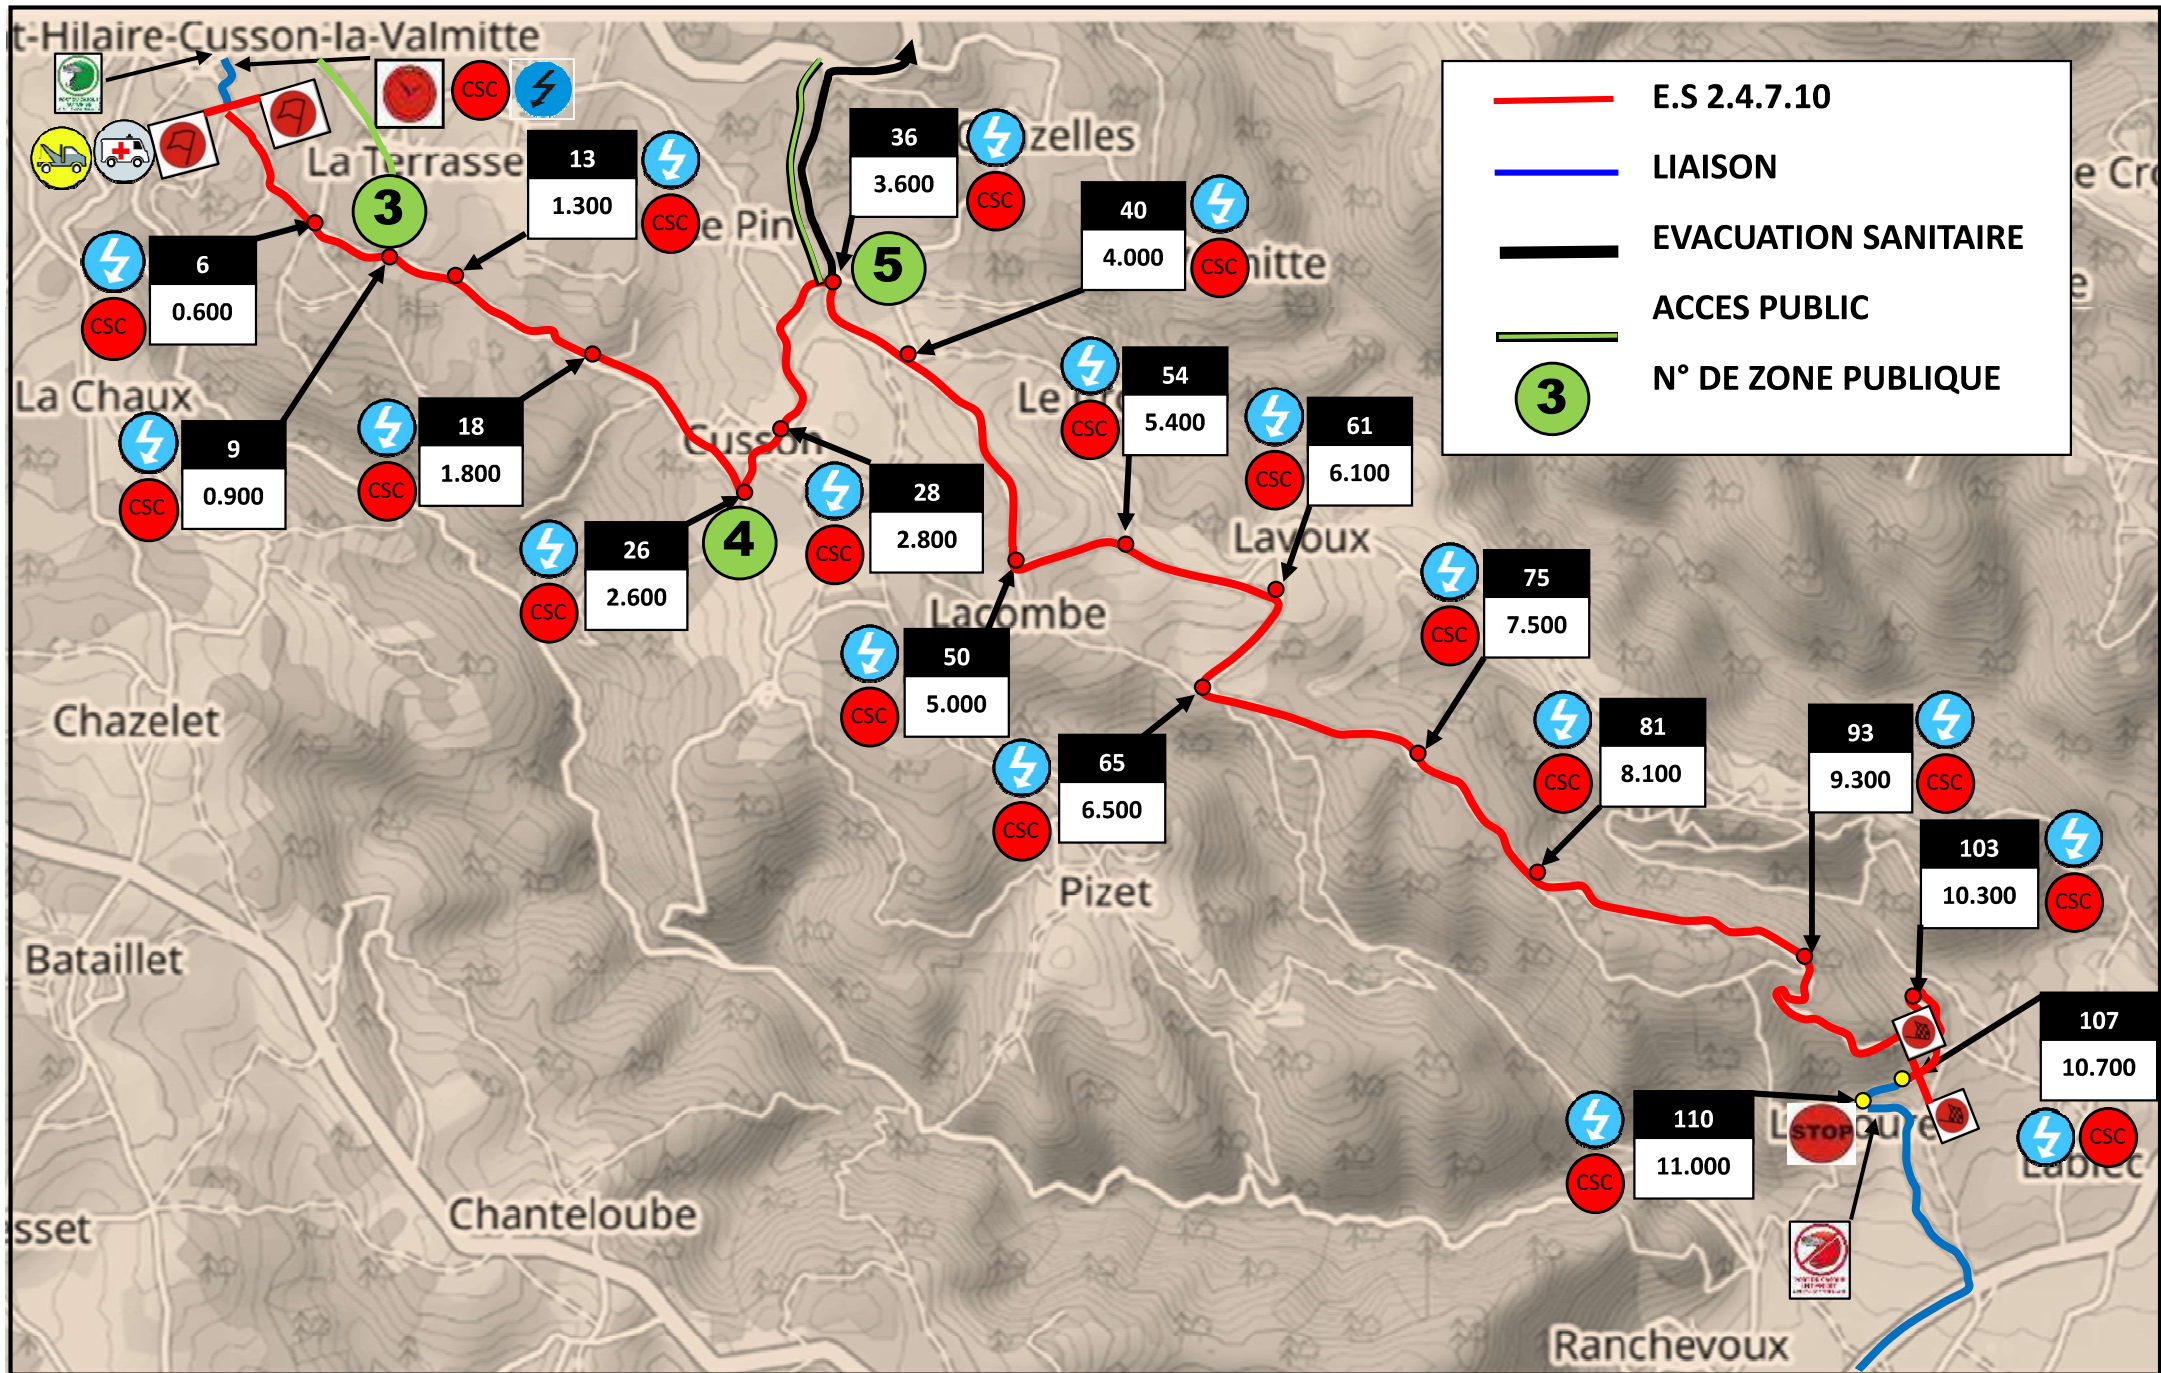 t-Hilaire-Cusson-la-Valmitte
CSC
La Terrasse
3
6
0.600
CSC
9
0.900
CSC
13
1.300
CSC
18
1.800
CSC
26
2.600
CSC
4
Cusson
28
2.800
CSC
e Pin
36
3.600
CSC
zelles
5
40
4.000
CSC
mitte
E.S 2.4.7.10
LIAISON
EVACUATION SANITAIRE
ACCES PUBLIC
3
N° DE ZONE PUBLIQUE
e Cro
e
La Chaux
Le
54
5.400
CSC
61
6.100
CSC
Lavoux
Lacombe
50
5.000
CSC
65
6.500
CSC
75
7.500
CSC
81
8.100
CSC
93
9.300
CSC
103
10.300
CSC
107
10.700
CSC
110
11.000
CSC
STOP
Lablec
Chazelet
Pizet
Bataillet
Chanteloube
sset
Ranchevoux